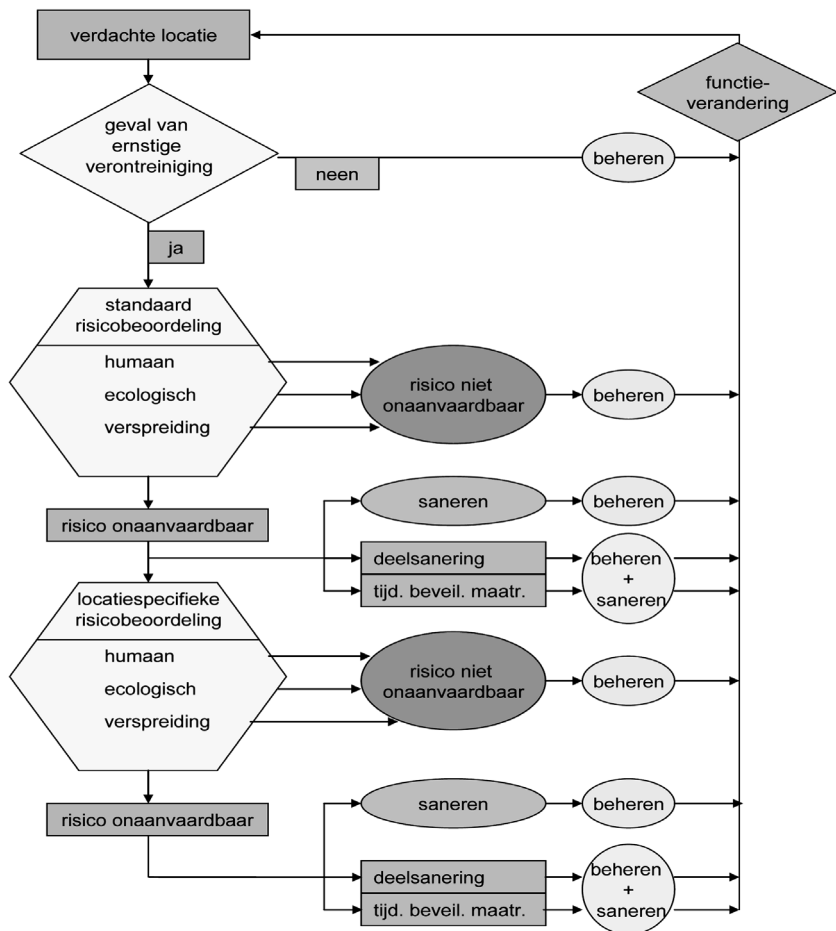 verdachte locatie
functie-
verandering
geval van
ernstige
verontreiniging
neen
beheren
ja
standaard
risicobeoordeling
humaan
ecologisch
verspreiding
risico niet
onaanvaardbaar
beheren
saneren
beheren
risico onaanvaardbaar
deelsanering
tijd. beveil. maatr.
beheren
+
saneren
locatiespecifieke
risicobeoordeling
humaan
ecologisch
verspreiding
risico niet
onaanvaardbaar
beheren
risico onaanvaardbaar
saneren
beheren
deelsanering
tijd. beveil. maatr.
beheren
+
saneren